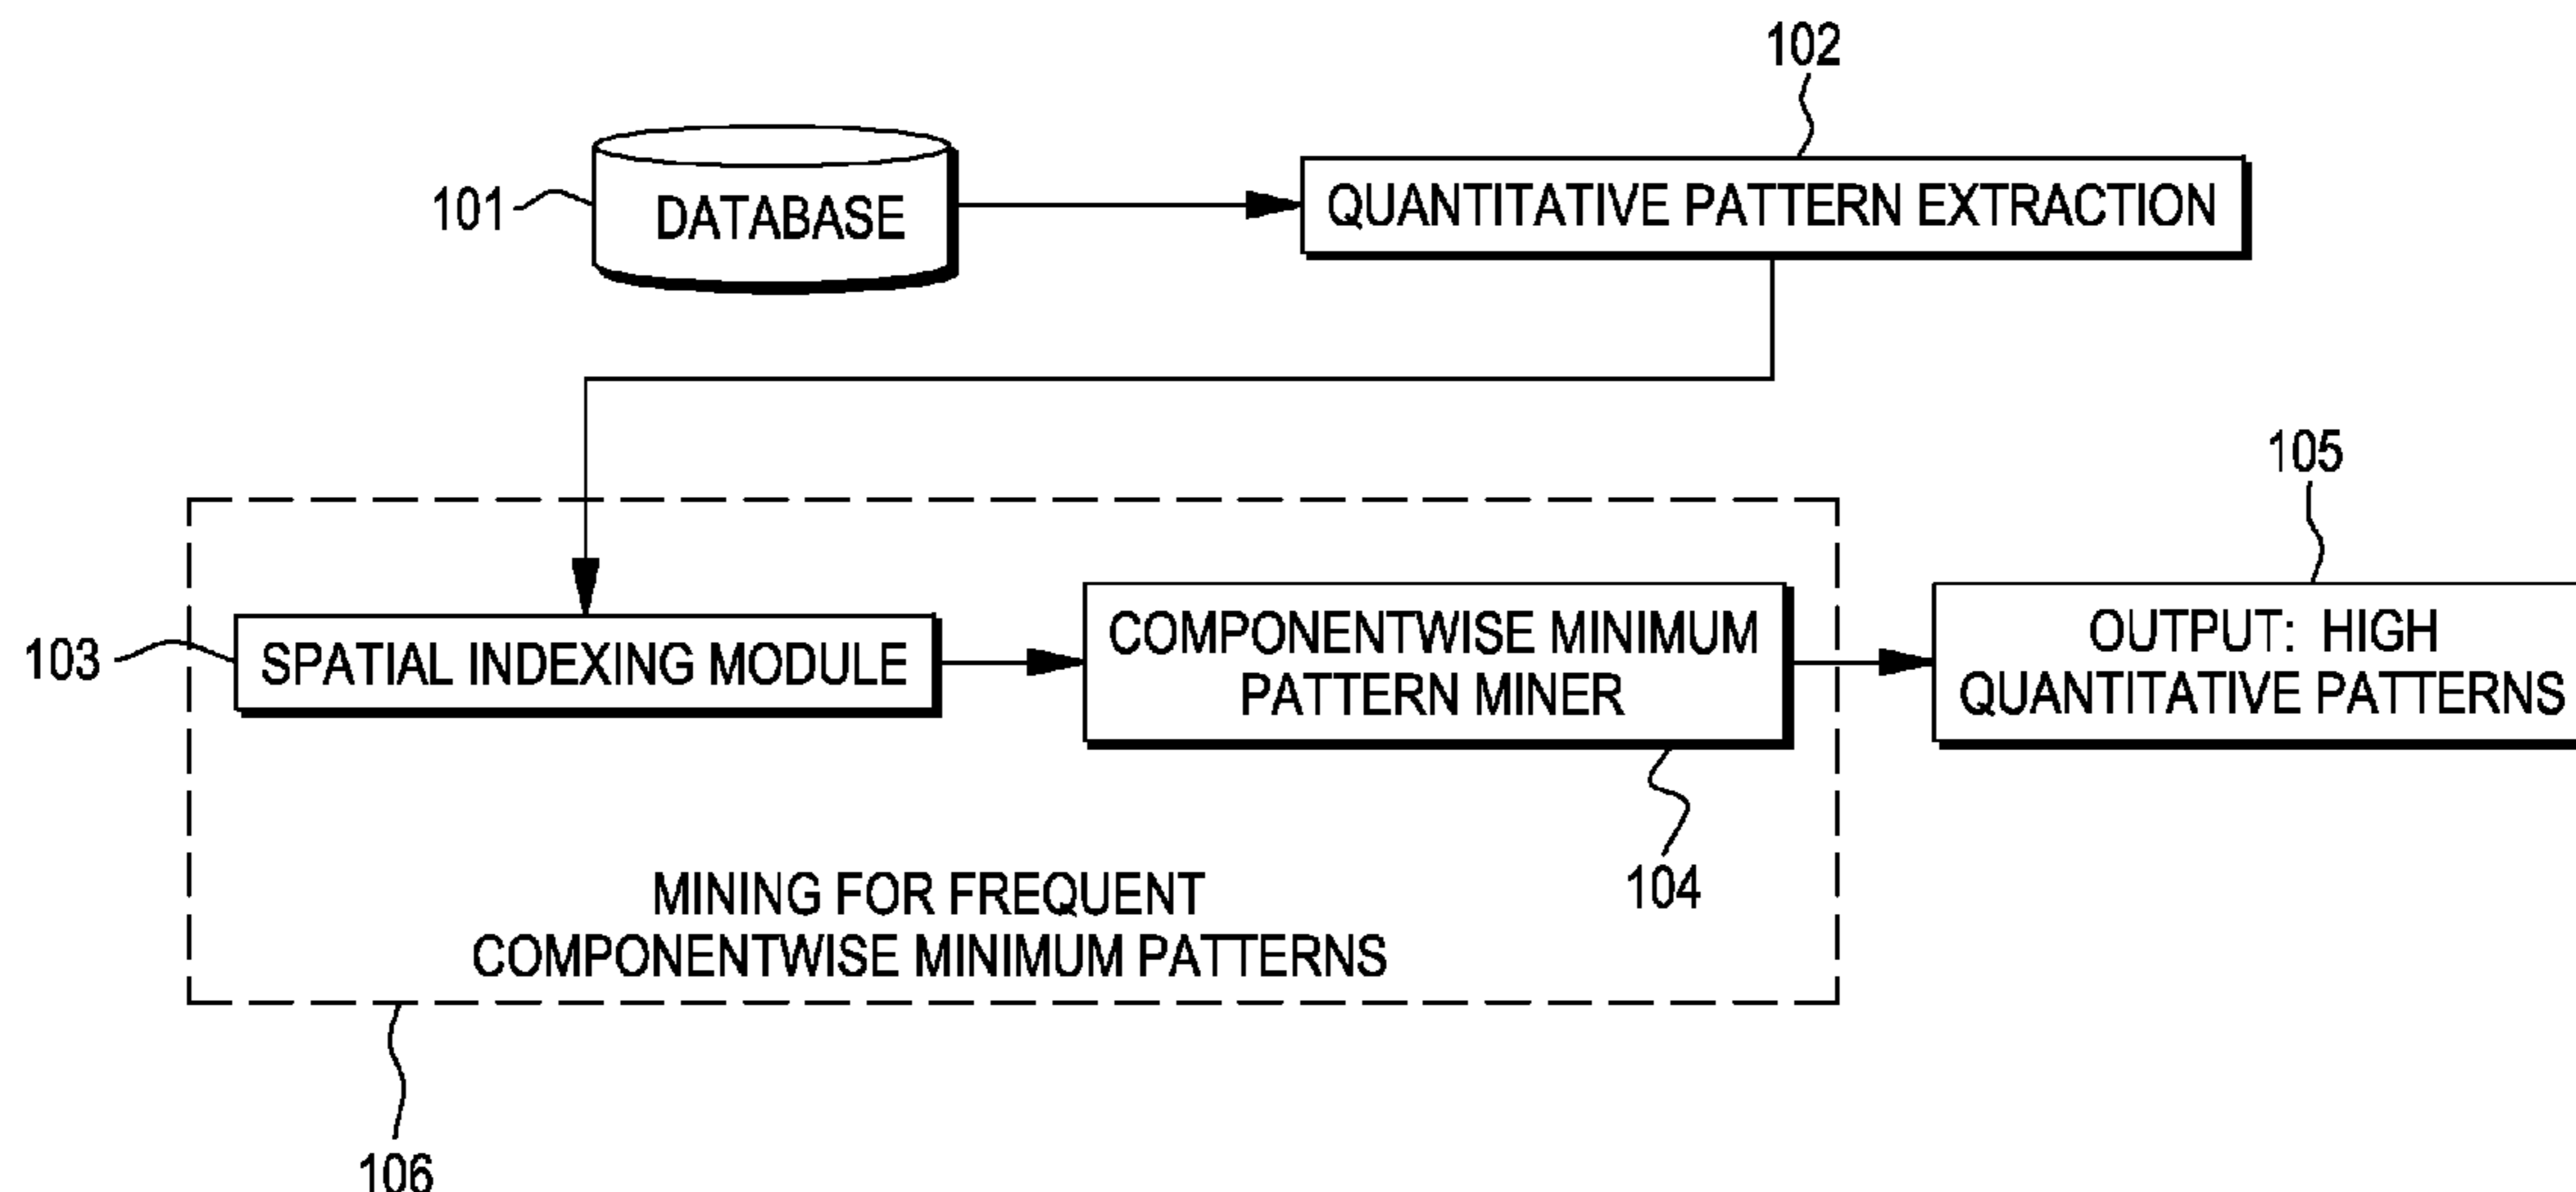 102
101
DATABASE
QUANTITATIVE PATTERN EXTRACTION
105
103
SPATIAL INDEXING MODULE
COMPONENTWISE MINIMUM
PATTERN MINER
OUTPUT: HIGH
QUANTITATIVE PATTERNS
104
MINING FOR FREQUENT
COMPONENTWISE MINIMUM PATTERNS
106